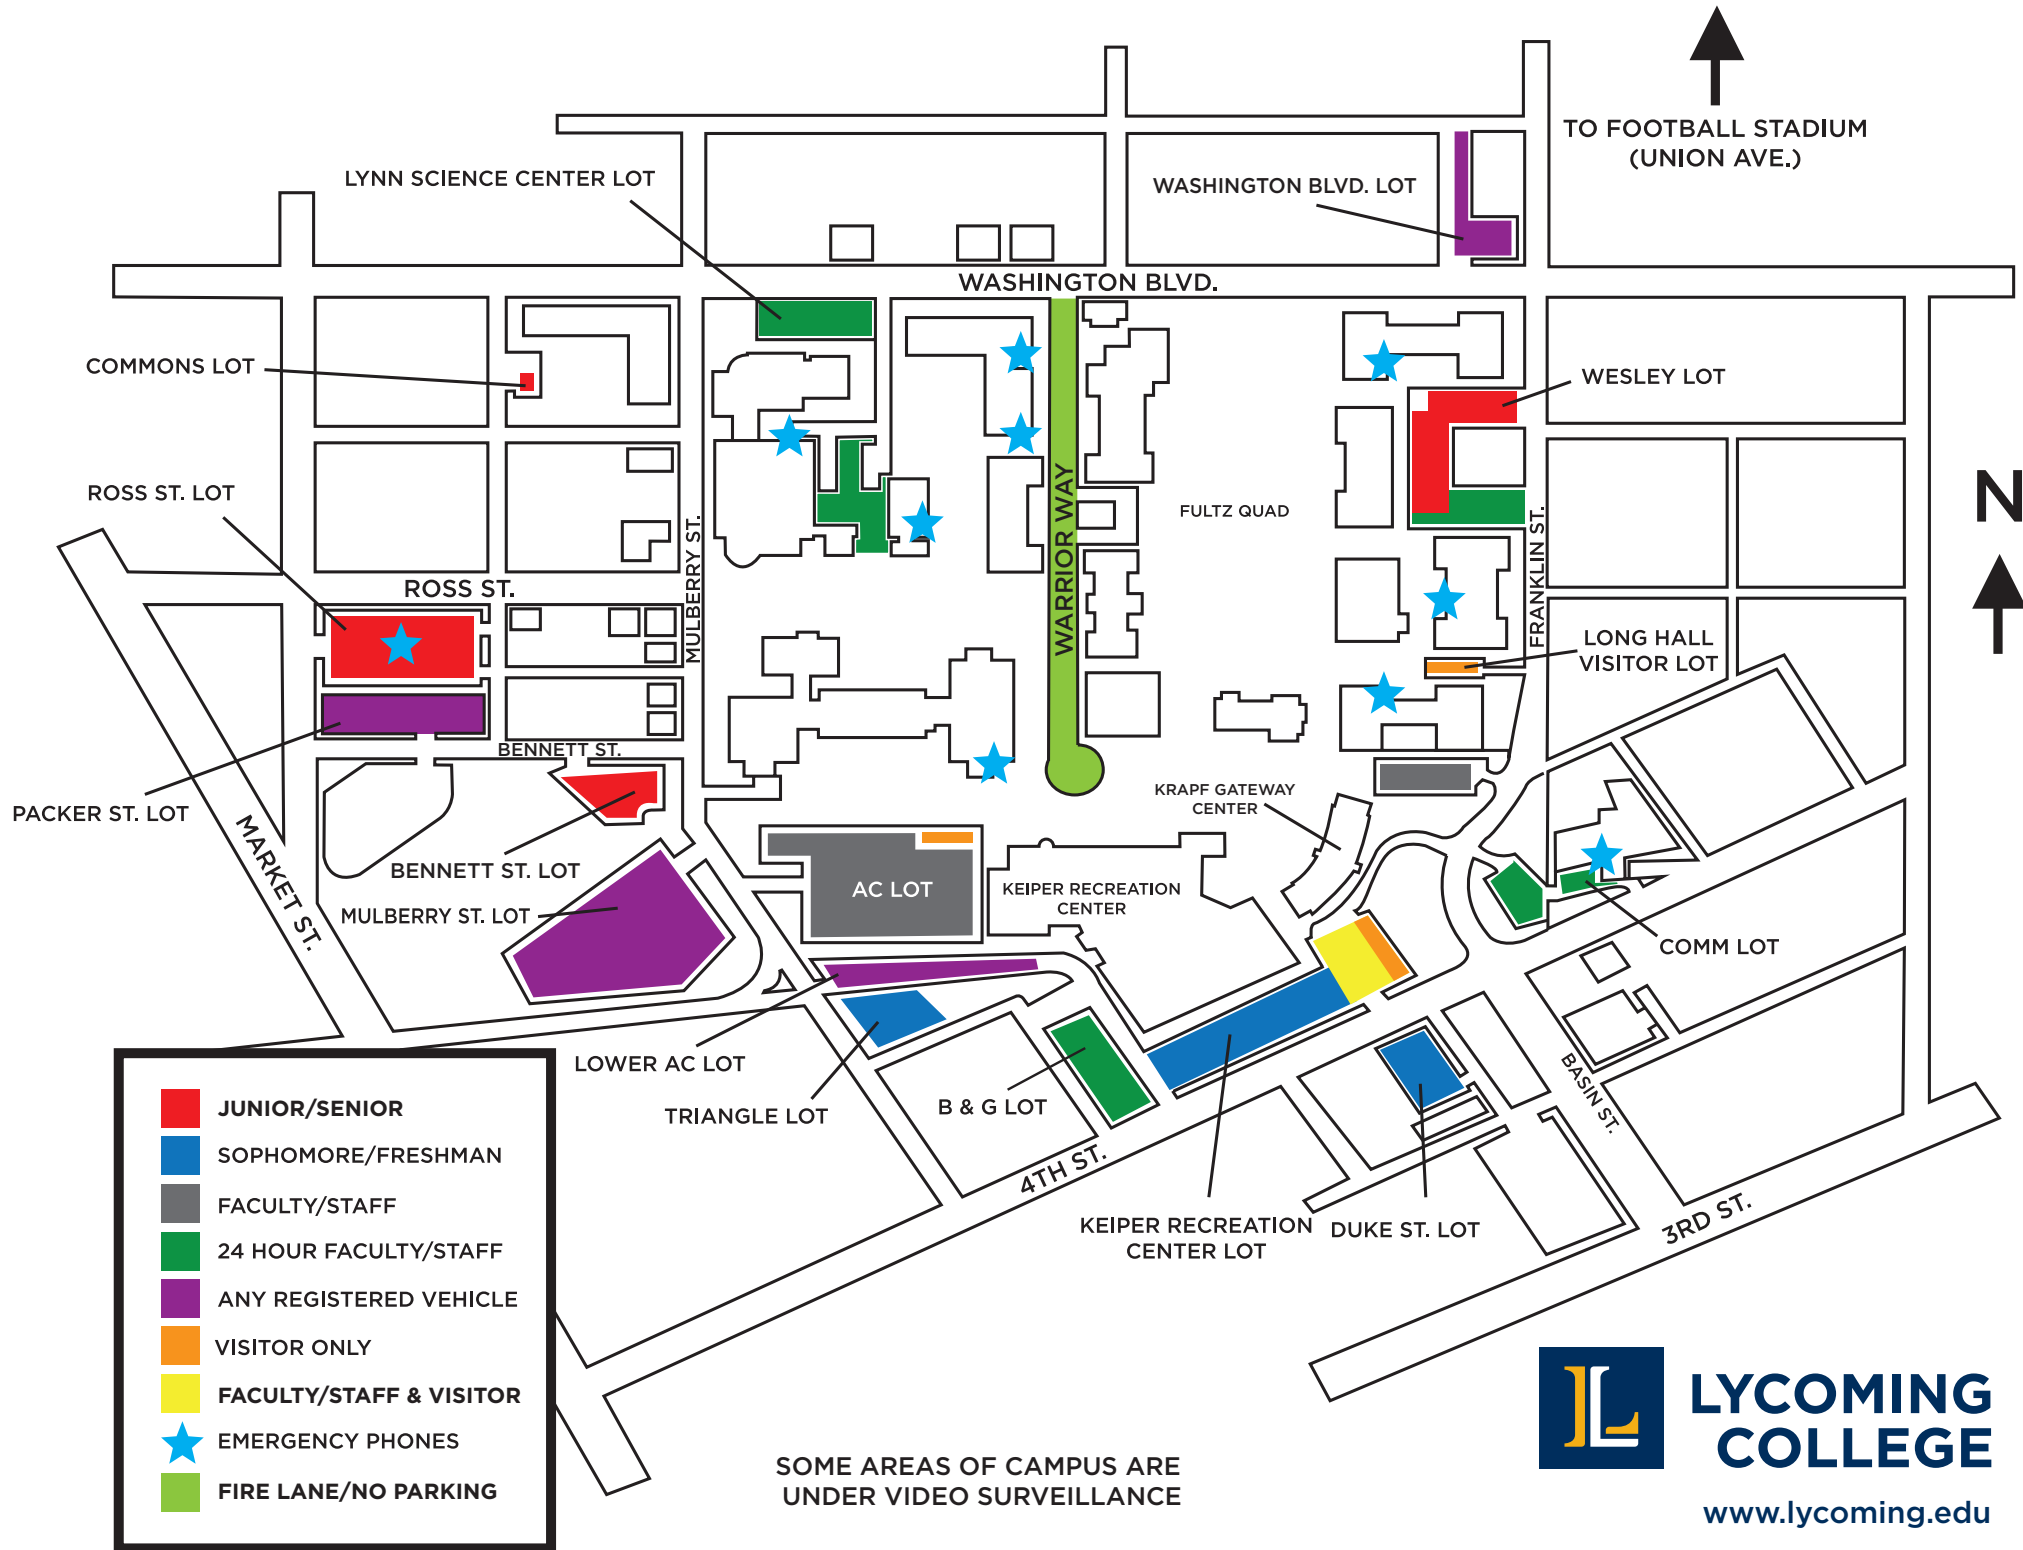 TO FOOTBALL STADIUM
(UNION AVE.)
LYNN SCIENCE CENTER LOT
WASHINGTON BLVD. LOT
WASHINGTON BLVD.
COMMONS LOT
WESLEY LOT
ROSS ST. LOT
N
FULTZ QUAD
WARRIOR WAY
MULBERRY ST.
FRANKLIN ST.
ROSS ST.
LONG HALL
VISITOR LOT
BENNETT ST.
PACKER ST. LOT
KRAPF GATEWAY
CENTER
MARKET ST.
BENNETT ST. LOT
AC LOT
KEIPER RECREATION
CENTER
MULBERRY ST. LOT
COMM LOT
LOWER AC LOT
TRIANGLE LOT
B & G LOT
BASIN ST.
4TH ST.
KEIPER RECREATION
CENTER LOT
DUKE ST. LOT
3RD ST.
JUNIOR/SENIOR
SOPHOMORE/FRESHMAN
FACULTY/STAFF
24 HOUR FACULTY/STAFF
ANY REGISTERED VEHICLE
VISITOR ONLY
FACULTY/STAFF & VISITOR
EMERGENCY PHONES
FIRE LANE/NO PARKING
SOME AREAS OF CAMPUS ARE
UNDER VIDEO SURVEILLANCE
L
LYCOMING
COLLEGE
www.lycoming.edu